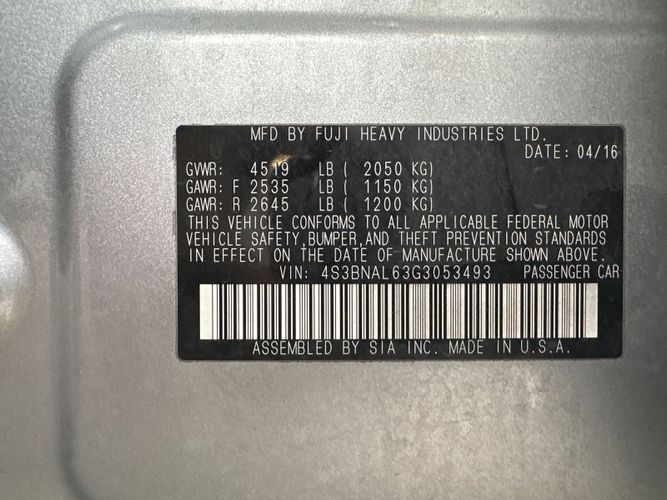 MFD BY FUJI HEAVY INDUSTRIES LTD.
DATE: 04/16
GVWR: 4519 LB ( 2050 KG)
GAWR: F 2535 LB ( 1150 KG)
GAWR: R 2645 LB ( 1200 KG)
THIS VEHICLE CONFORMS TO ALL APPLICABLE FEDERAL MOTOR
VEHICLE SAFETY,BUMPER,AND THEFT PREVENTION STANDARDS
IN EFFECT ON THE DATE OF MANUFACTURE SHOWN ABOVE.
VIN: 4S3BNAL63G3053493 PASSENGER CAR
ASSEMBLED BY SIA INC. MADE IN U.S.A.